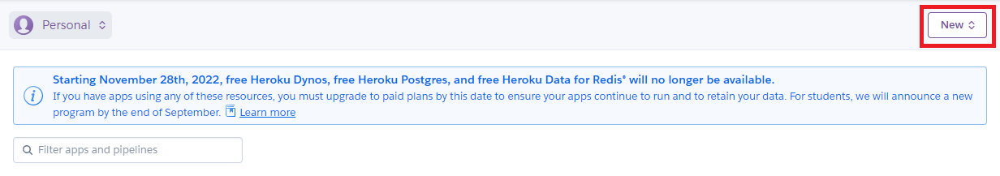 Personal
New
Starting November 28th, 2022, free Heroku Dynos, free Heroku Postgres, and free Heroku Data for Redis® will no longer be available.
If you have apps using any of these resources, you must upgrade to paid plans by this date to ensure your apps continue to run and to retain your data. For students, we will announce a new
program by the end of September. Learn more
Filter apps and pipelines